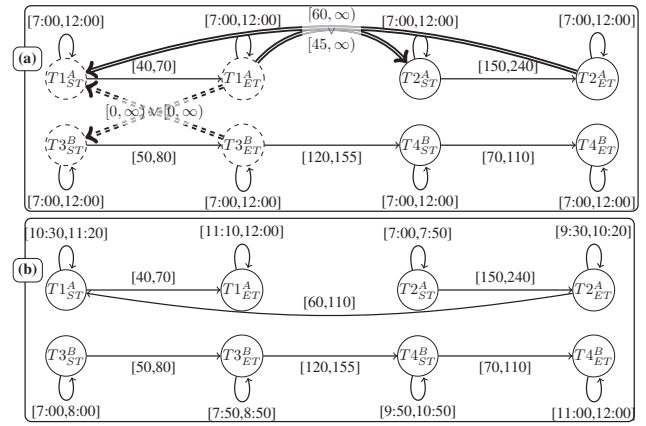 [7:00,12:00] [7:00,12:00] [60,∞) [7:00,12:00] [7:00,12:00]
∨
[45,∞)
(a)
[40,70] [150,240]
T1^A_ST T1^A_ET T2^A_ST T2^A_ET
[0,∞) ∨ [0,∞)
T3^B_ST T3^B_ET T4^B_ST T4^B_ET
[50,80] [120,155] [70,110]
[7:00,12:00] [7:00,12:00] [7:00,12:00] [7:00,12:00]
[10:30,11:20] [11:10,12:00] [7:00,7:50] [9:30,10:20]
(b)
[40,70] [150,240]
T1^A_ST T1^A_ET T2^A_ST T2^A_ET
[60,110]
T3^B_ST T3^B_ET T4^B_ST T4^B_ET
[50,80] [120,155] [70,110]
[7:00,8:00] [7:50,8:50] [9:50,10:50] [11:00,12:00]